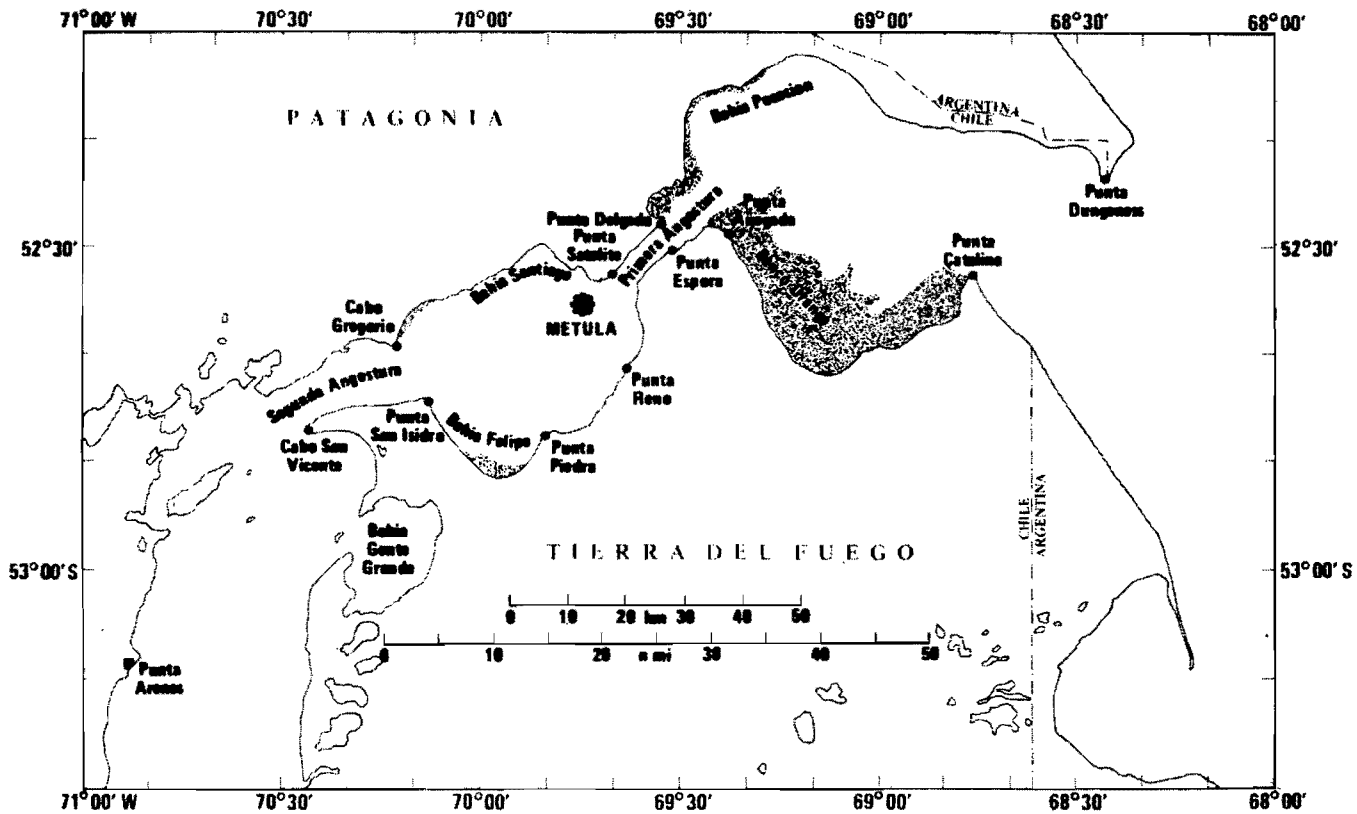 71°00' W 70°30' 70°00' 69°30' 69°00' 68°30' 68°00'
PATAGONIA
Bahia Posesion
ARGENTINA
CHILE
Punta
Dungeness
Punta Delgada
Punta
Satelite
Primera Angostura
Punta
Anegada
52°30'
52°30'
Punta
Espora
Punta
Catalina
Bahia Santiago
Cabo
Gregorio
METULA
Segunda Angostura
Punta
Reno
Punta
San Isidro
Bahia Felipe
Cabo San
Vicente
Punta
Piedra
CHILE
ARGENTINA
Bahia
Gente
Grande
TIERRA DEL FUEGO
53°00' S
53°00' S
0 10 20 km 30 40 50
0 10 20 n mi 30 40 50
Punta
Arenas
71°00' W 70°30' 70°00' 69°30' 69°00' 68°30' 68°00'